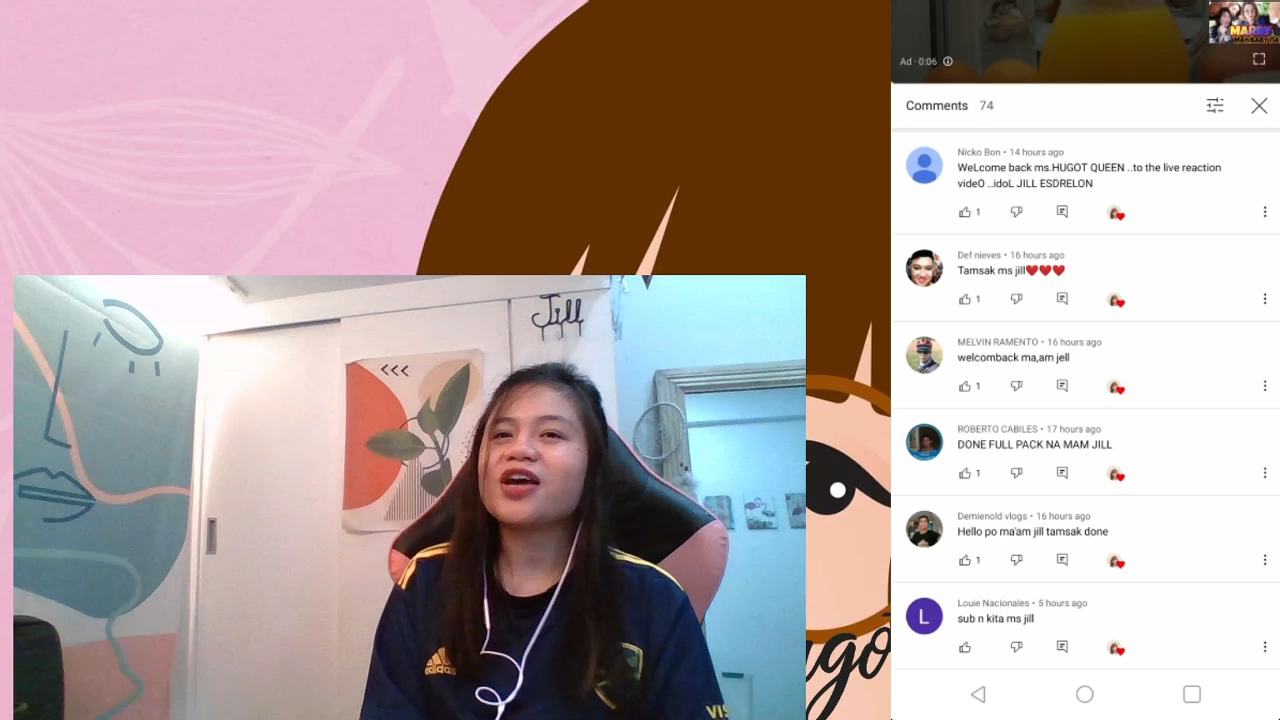 Ad · 0:06
MARDY
Comments 74
Nicko Bon • 14 hours ago
WeLcome back ms.HUGOT QUEEN ..to the live reaction
videO ..idoL JILL ESDRELON
1
Def nieves • 16 hours ago
Tamsak ms jill❤️❤️❤️
1
MELVIN RAMENTO • 16 hours ago
welcomback ma,am jell
1
ROBERTO CABILES • 17 hours ago
DONE FULL PACK NA MAM JILL
1
Demienold vlogs • 16 hours ago
Hello po ma'am jill tamsak done
1
L
Louie Nacionales • 5 hours ago
sub n kita ms jill
Jill
<<<
adidas
VIS
ugo